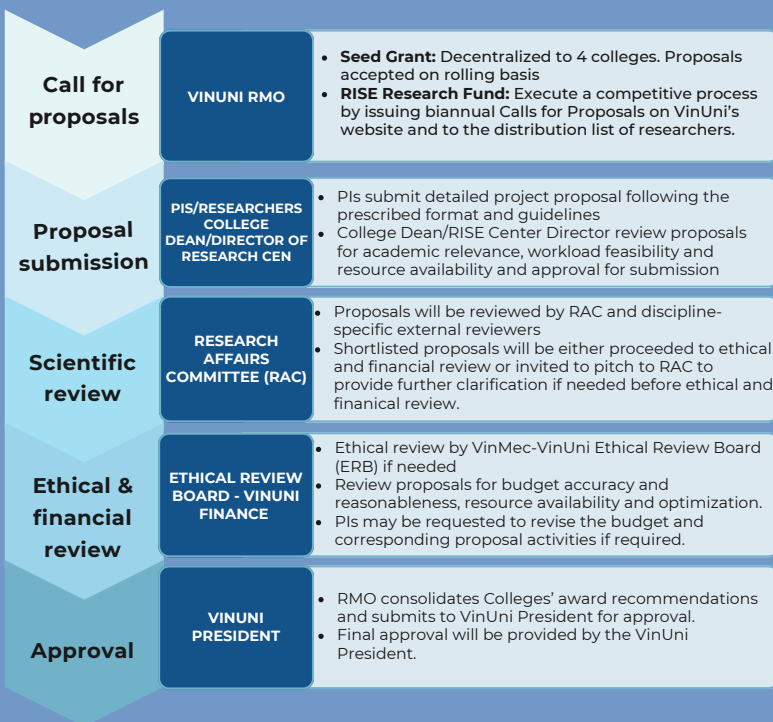 Call for
proposals
VINUNI RMO
• Seed Grant: Decentralized to 4 colleges. Proposals
accepted on rolling basis
• RISE Research Fund: Execute a competitive process
by issuing biannual Calls for Proposals on VinUni's
website and to the distribution list of researchers.
Proposal
submission
PIS/RESEARCHERS
COLLEGE
DEAN/DIRECTOR OF
RESEARCH CEN
• PIs submit detailed project proposal following the
prescribed format and guidelines
• College Dean/RISE Center Director review proposals
for academic relevance, workload feasibility and
resource availability and approval for submission
Scientific
review
RESEARCH
AFFAIRS
COMMITTEE (RAC)
• Proposals will be reviewed by RAC and discipline-
specific external reviewers
• Shortlisted proposals will be either proceeded to ethical
and financial review or invited to pitch to RAC to
provide further clarification if needed before ethical and
finanical review.
Ethical &
financial
review
ETHICAL REVIEW
BOARD - VINUNI
FINANCE
• Ethical review by VinMec-VinUni Ethical Review Board
(ERB) if needed
• Review proposals for budget accuracy and
reasonableness, resource availability and optimization.
• PIs may be requested to revise the budget and
corresponding proposal activities if required.
Approval
VINUNI
PRESIDENT
• RMO consolidates Colleges' award recommendations
and submits to VinUni President for approval.
• Final approval will be provided by the VinUni
President.